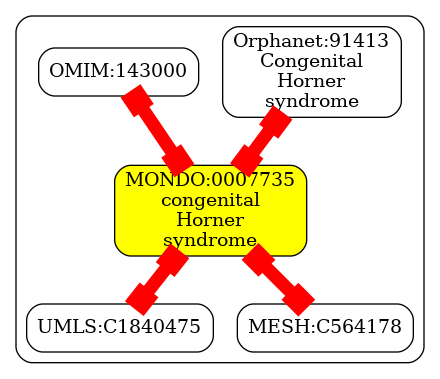 OMIM:143000
Orphanet:91413
Congenital
Horner
syndrome
MONDO:0007735
congenital
Horner
syndrome
UMLS:C1840475
MESH:C564178